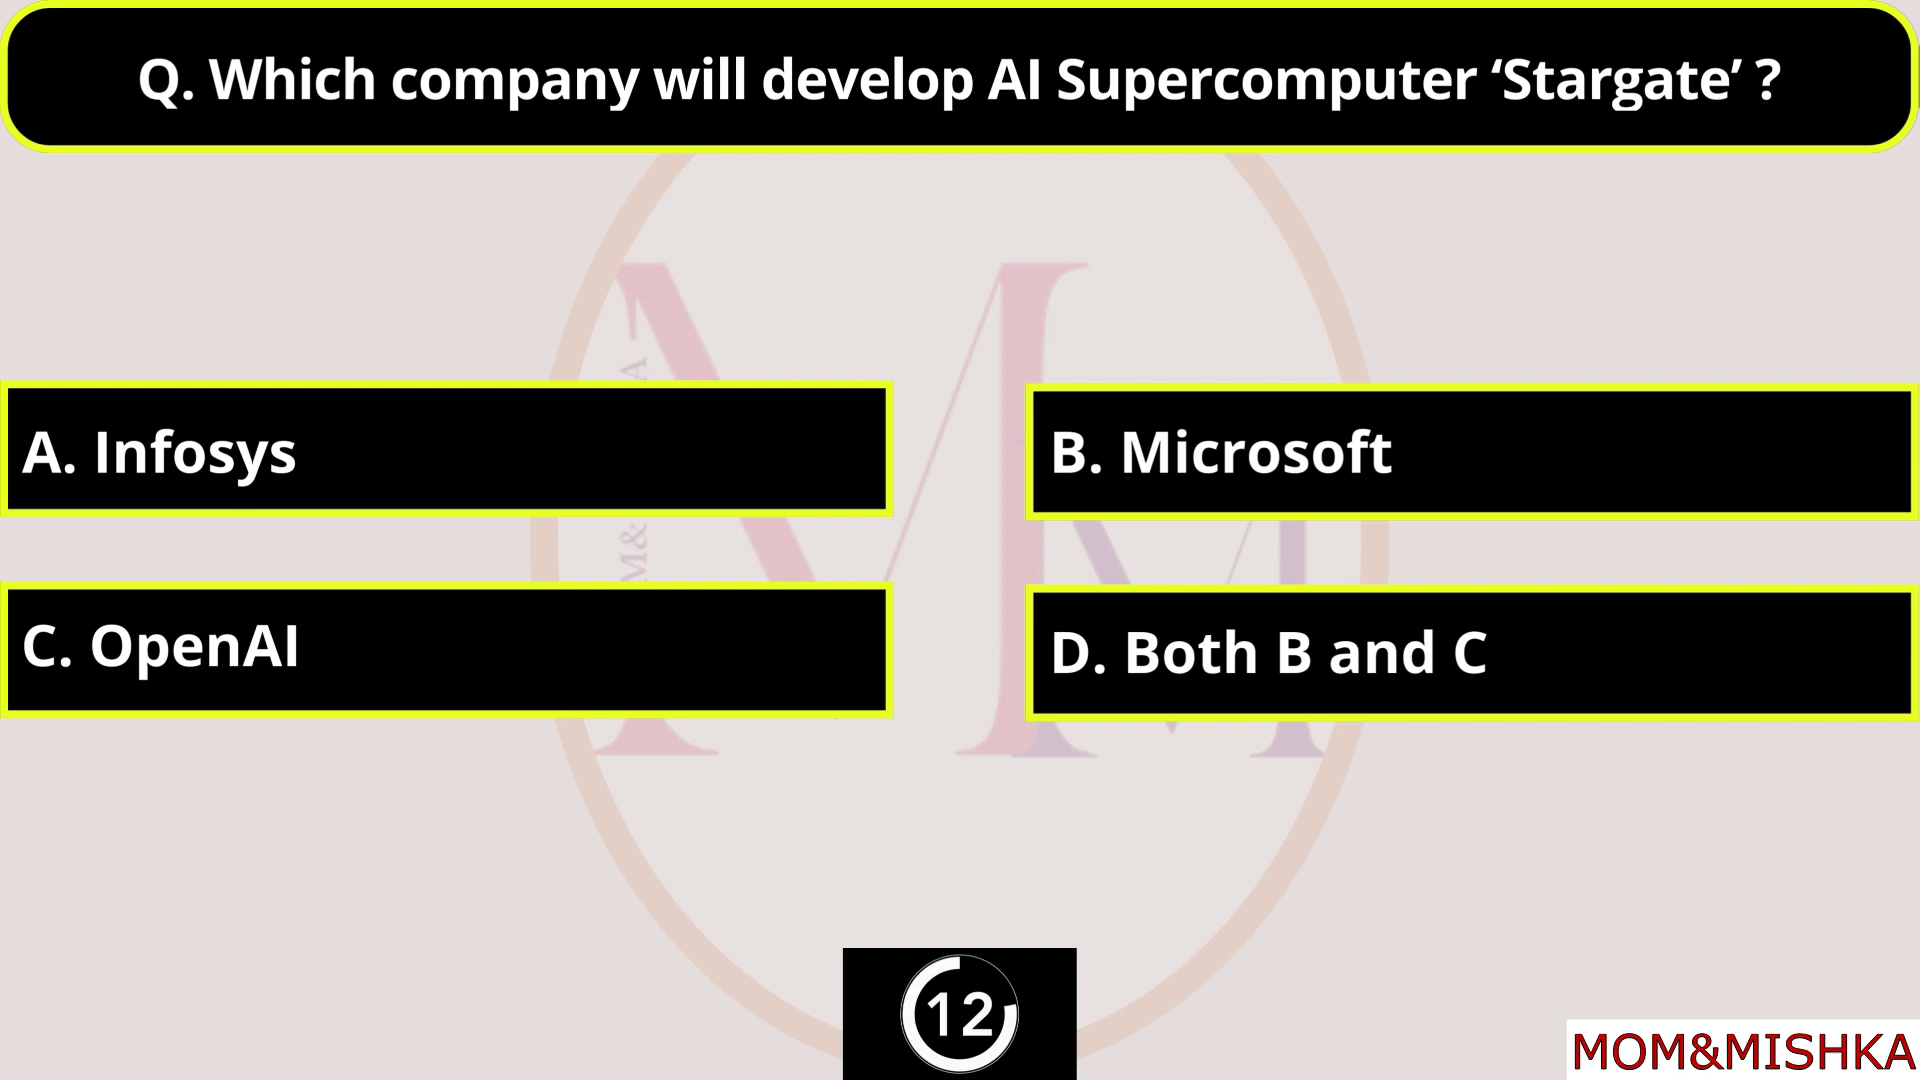 Q. Which company will develop AI Supercomputer ‘Stargate’ ?
A. Infosys
B. Microsoft
C. OpenAI
D. Both B and C
M&
A
12
MOM&MISHKA